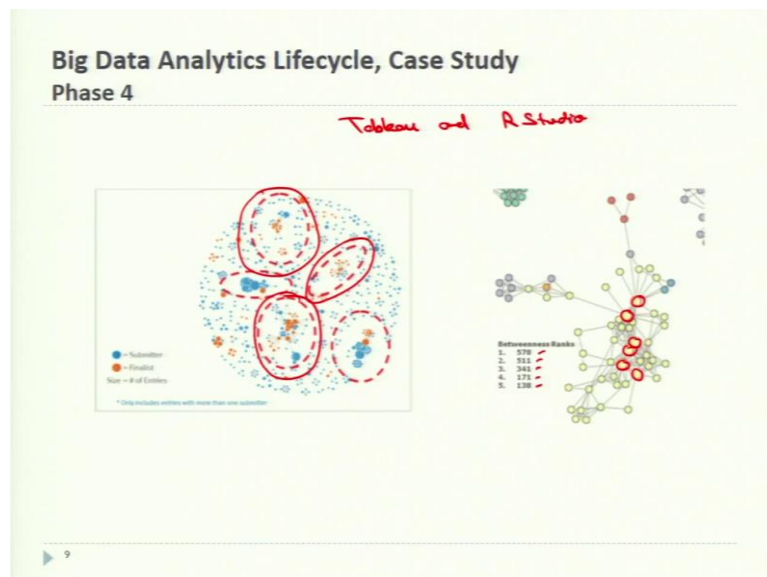 Big Data Analytics Lifecycle, Case Study
Phase 4
Tableau and R Studio
= Submitter
= Finalist
Size = # of Entries
* Only includes entries with more than one submitter
Betweenness Ranks
1. 578
2. 511
3. 341
4. 171
5. 138
9